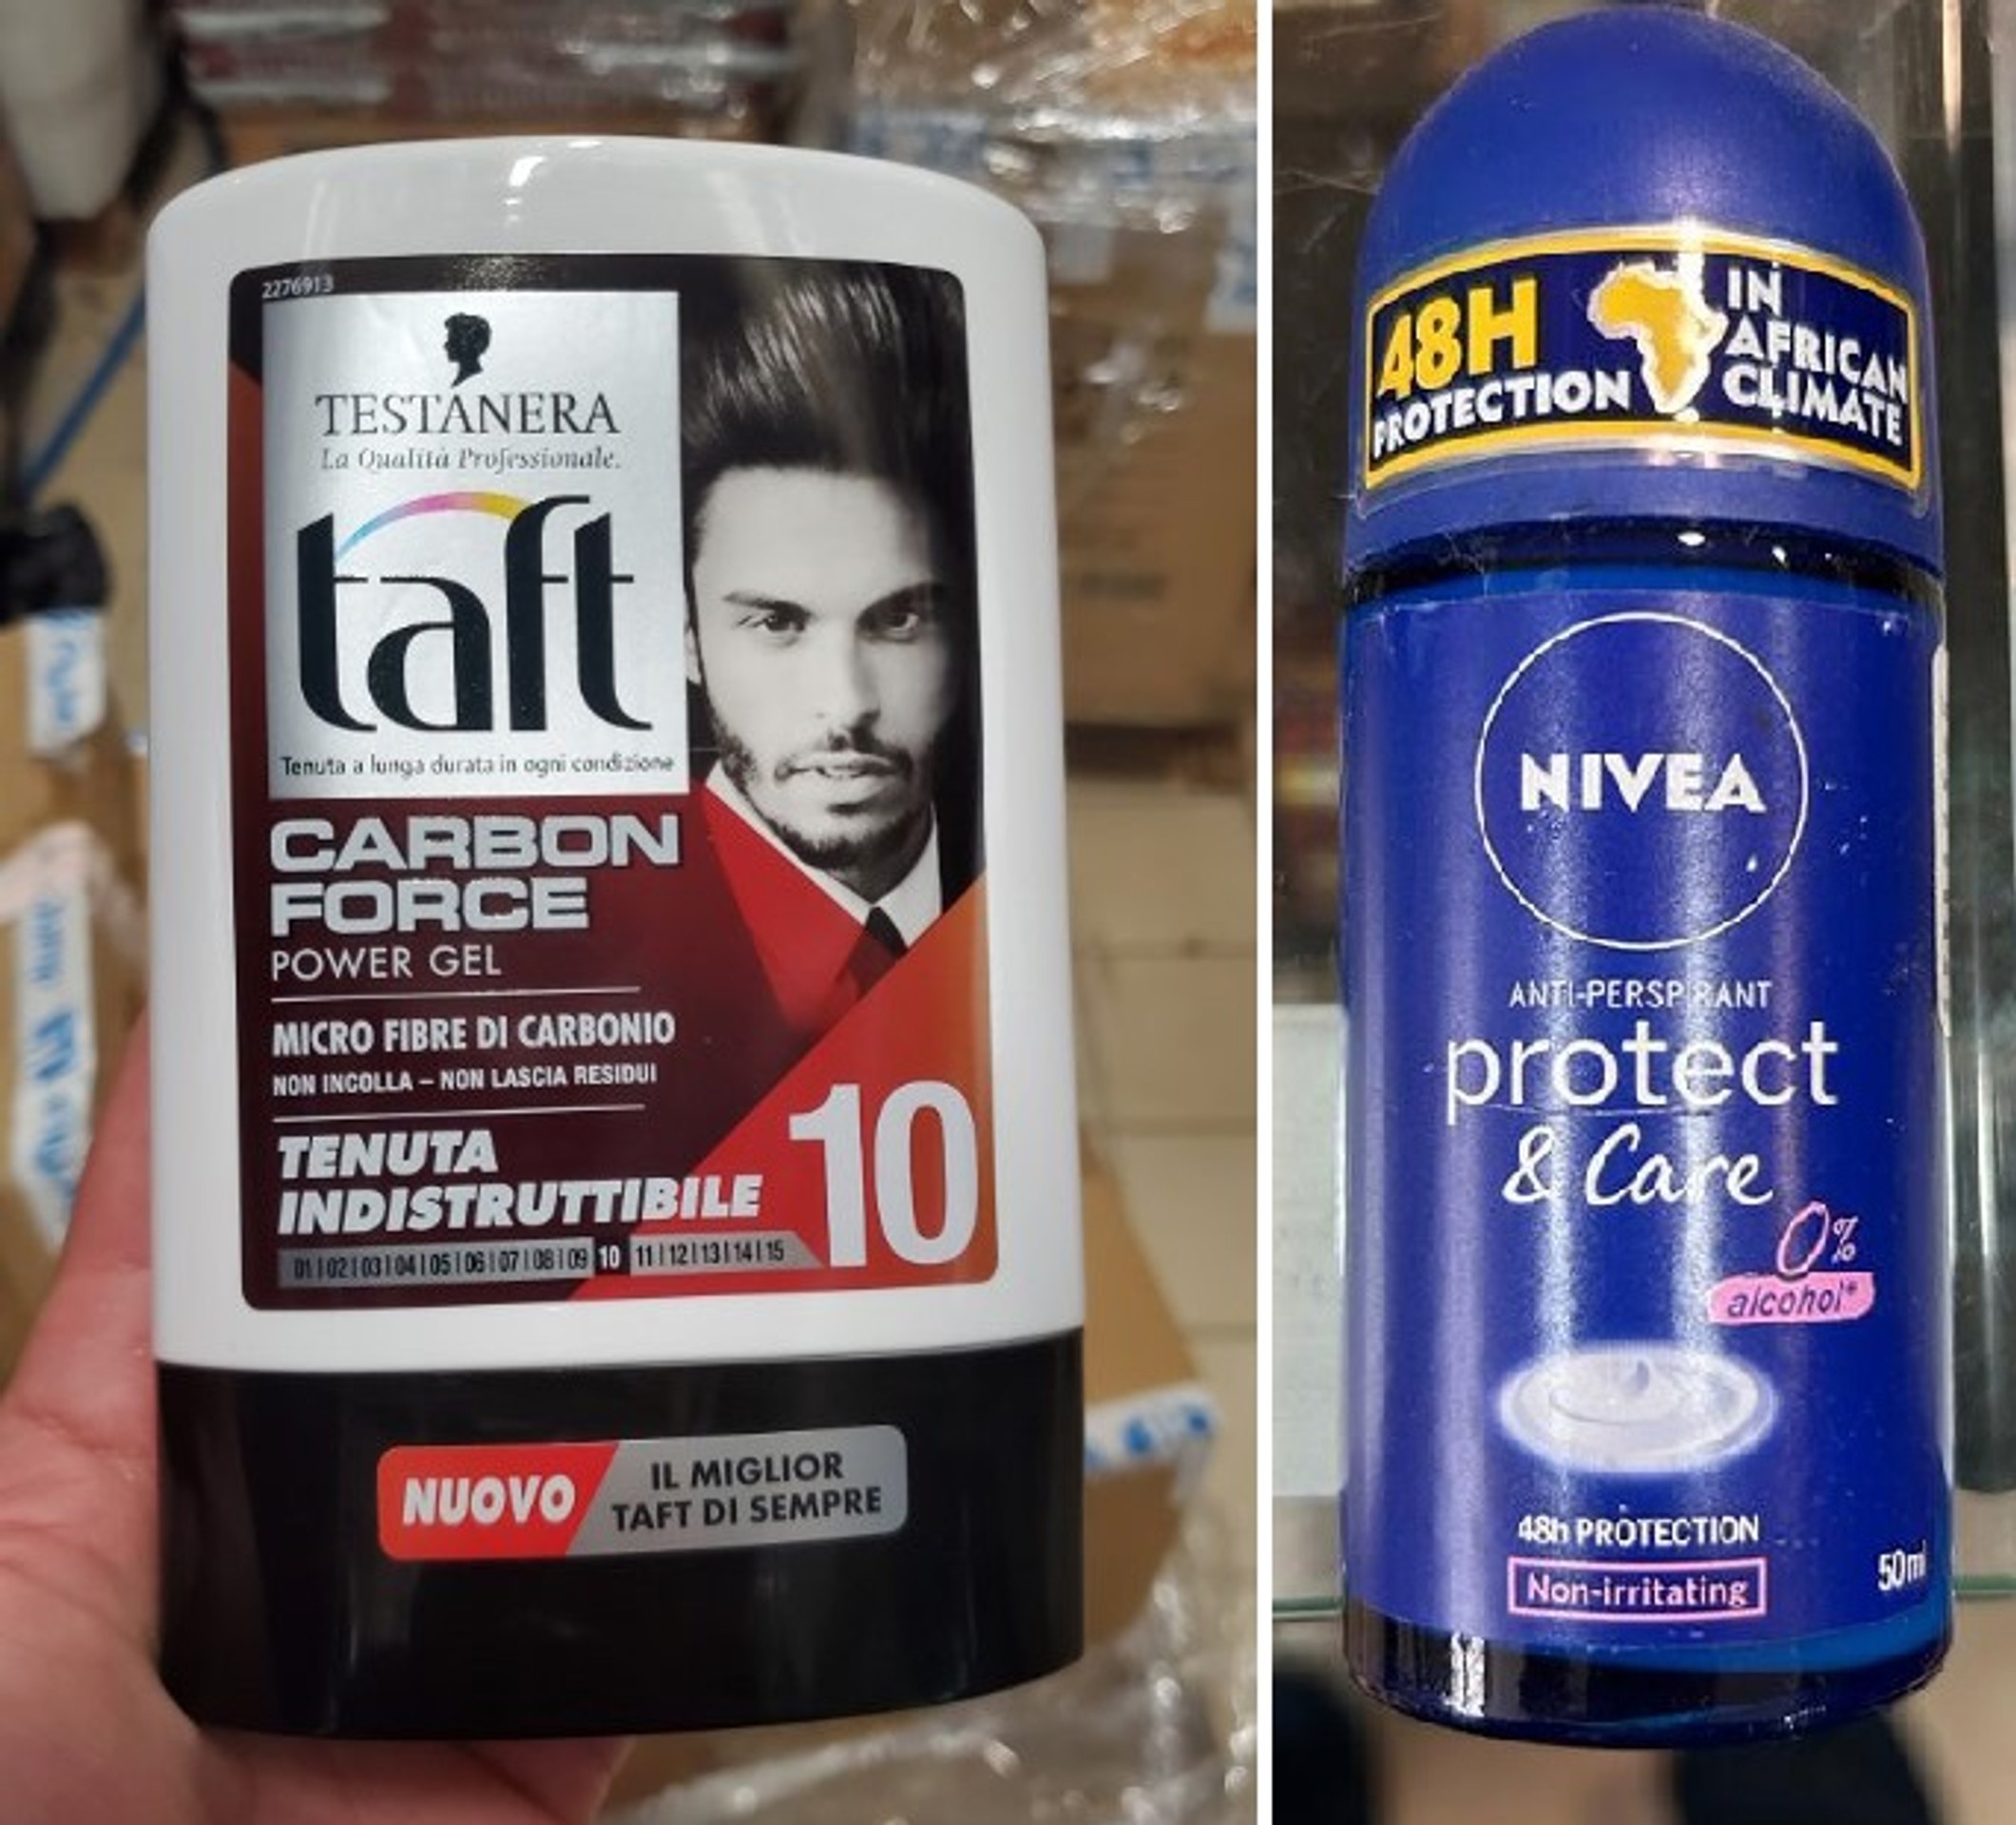 2276913
TESTANERA
La Qualità Professionale.
taft
Tenuta a lunga durata in ogni condizione
CARBON
FORCE
POWER GEL
MICRO FIBRE DI CARBONIO
NON INCOLLA – NON LASCIA RESIDUI
TENUTA
INDISTRUTTIBILE
10
01|02|03|04|05|06|07|08|09 10 11|12|13|14|15
NUOVO
IL MIGLIOR
TAFT DI SEMPRE
48H
PROTECTION
IN
AFRICAN
CLIMATE
NIVEA
ANTI-PERSPIRANT
protect
& Care
0%
alcohol*
48h PROTECTION
Non-irritating
50ml